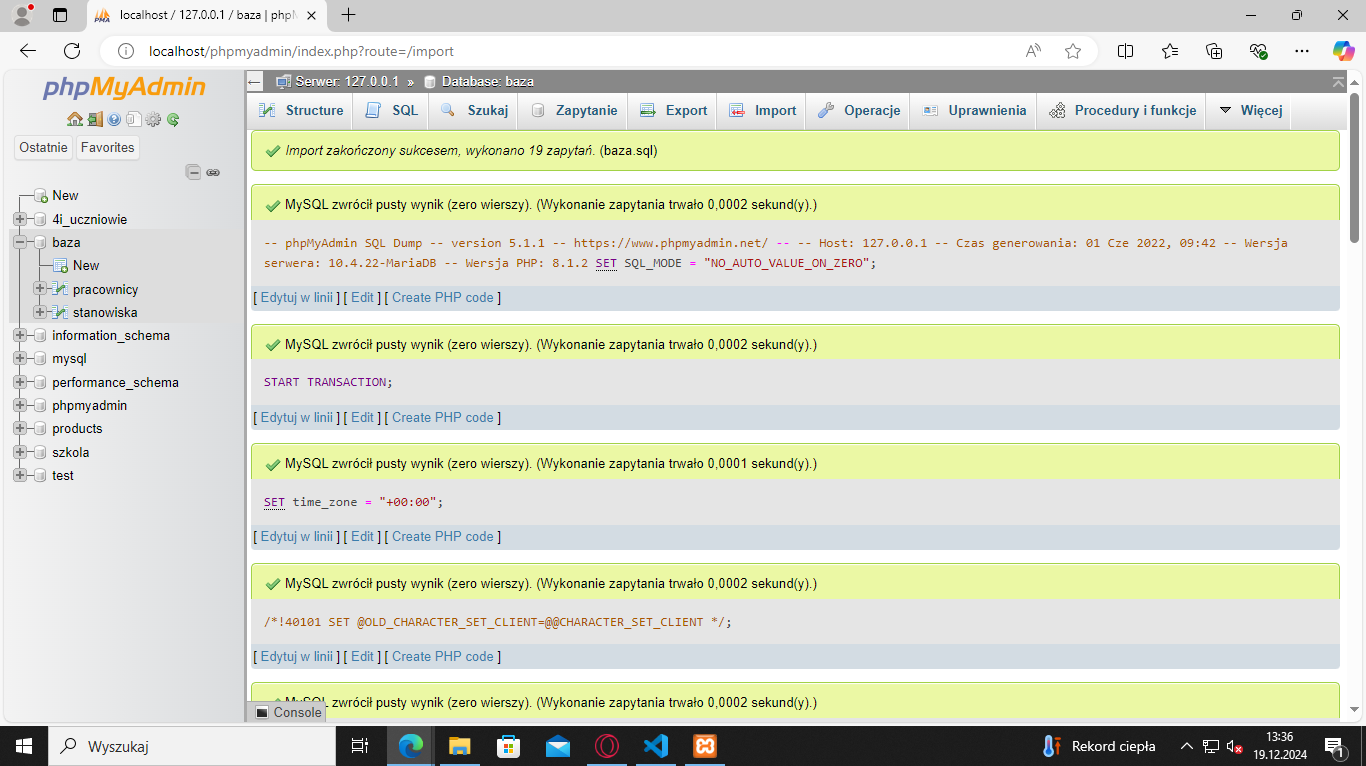 localhost / 127.0.0.1 / baza | phpM
localhost/phpmyadmin/index.php?route=/import
phpMyAdmin
Ostatnie Favorites
New
4i_uczniowie
baza
New
pracownicy
stanowiska
information_schema
mysql
performance_schema
phpmyadmin
products
szkola
test
Serwer: 127.0.0.1 » Database: baza
Structure SQL Szukaj Zapytanie Export Import Operacje Uprawnienia Procedury i funkcje Więcej
Import zakończony sukcesem, wykonano 19 zapytań. (baza.sql)
MySQL zwrócił pusty wynik (zero wierszy). (Wykonanie zapytania trwało 0,0002 sekund(y).)
-- phpMyAdmin SQL Dump -- version 5.1.1 -- https://www.phpmyadmin.net/ -- -- Host: 127.0.0.1 -- Czas generowania: 01 Cze 2022, 09:42 -- Wersja
serwera: 10.4.22-MariaDB -- Wersja PHP: 8.1.2 SET SQL_MODE = "NO_AUTO_VALUE_ON_ZERO";
[ Edytuj w linii ] [ Edit ] [ Create PHP code ]
MySQL zwrócił pusty wynik (zero wierszy). (Wykonanie zapytania trwało 0,0002 sekund(y).)
START TRANSACTION;
[ Edytuj w linii ] [ Edit ] [ Create PHP code ]
MySQL zwrócił pusty wynik (zero wierszy). (Wykonanie zapytania trwało 0,0001 sekund(y).)
SET time_zone = "+00:00";
[ Edytuj w linii ] [ Edit ] [ Create PHP code ]
MySQL zwrócił pusty wynik (zero wierszy). (Wykonanie zapytania trwało 0,0002 sekund(y).)
/*!40101 SET @OLD_CHARACTER_SET_CLIENT=@@CHARACTER_SET_CLIENT */;
[ Edytuj w linii ] [ Edit ] [ Create PHP code ]
MySQL zwrócił pusty wynik (zero wierszy). (Wykonanie zapytania trwało 0,0002 sekund(y).)
Console
Wyszukaj
Rekord ciepła
13:36
19.12.2024
1